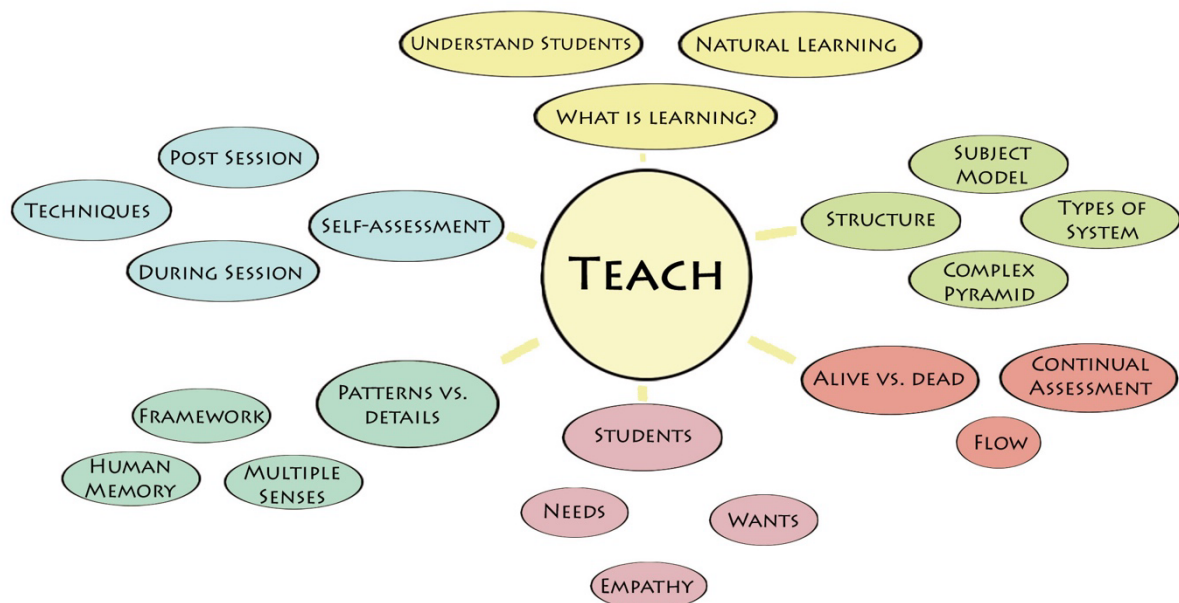 Understand Students
Natural Learning
What is learning?
Post Session
Techniques
Self-Assessment
During Session
Teach
Subject
Model
Structure
Types of
System
Complex
Pyramid
Alive vs. dead
Continual
Assessment
Flow
Patterns vs.
details
Framework
Human
Memory
Multiple
Senses
Students
Needs
Wants
Empathy